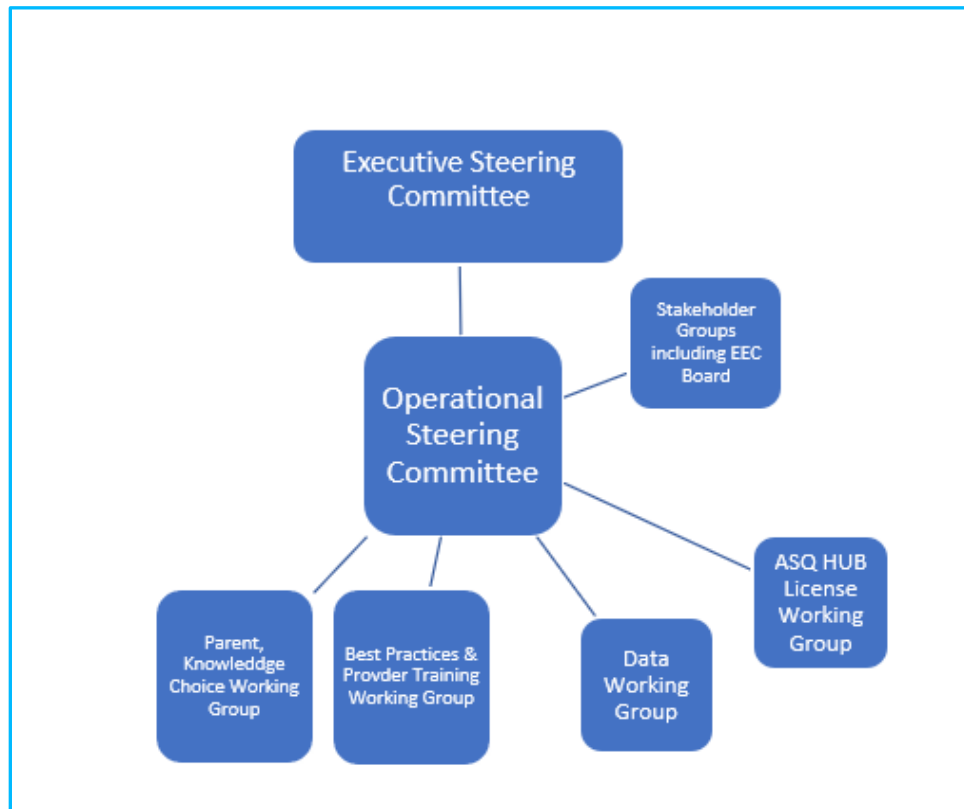 Executive Steering
Committee
Stakeholder
Groups
including EEC
Board
Operational
Steering
Committee
ASQ HUB
License
Working
Group
Parent,
Knowleddge
Choice Working
Group
Best Practices &
Provder Training
Working Group
Data
Working
Group